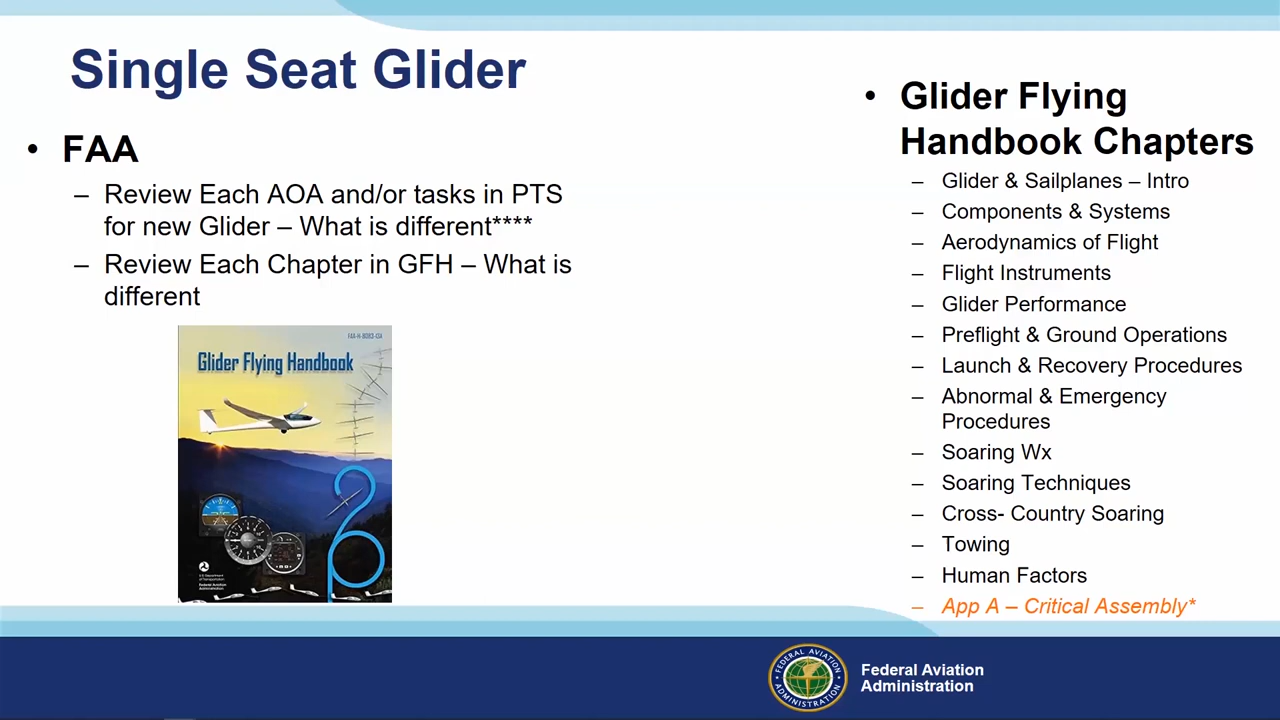 Single Seat Glider
• FAA
– Review Each AOA and/or tasks in PTS
for new Glider – What is different****
– Review Each Chapter in GFH – What is
different
Glider Flying Handbook
• Glider Flying
Handbook Chapters
– Glider & Sailplanes – Intro
– Components & Systems
– Aerodynamics of Flight
– Flight Instruments
– Glider Performance
– Preflight & Ground Operations
– Launch & Recovery Procedures
– Abnormal & Emergency
Procedures
– Soaring Wx
– Soaring Techniques
– Cross- Country Soaring
– Towing
– Human Factors
– App A – Critical Assembly*
FEDERAL AVIATION
ADMINISTRATION
Federal Aviation
Administration